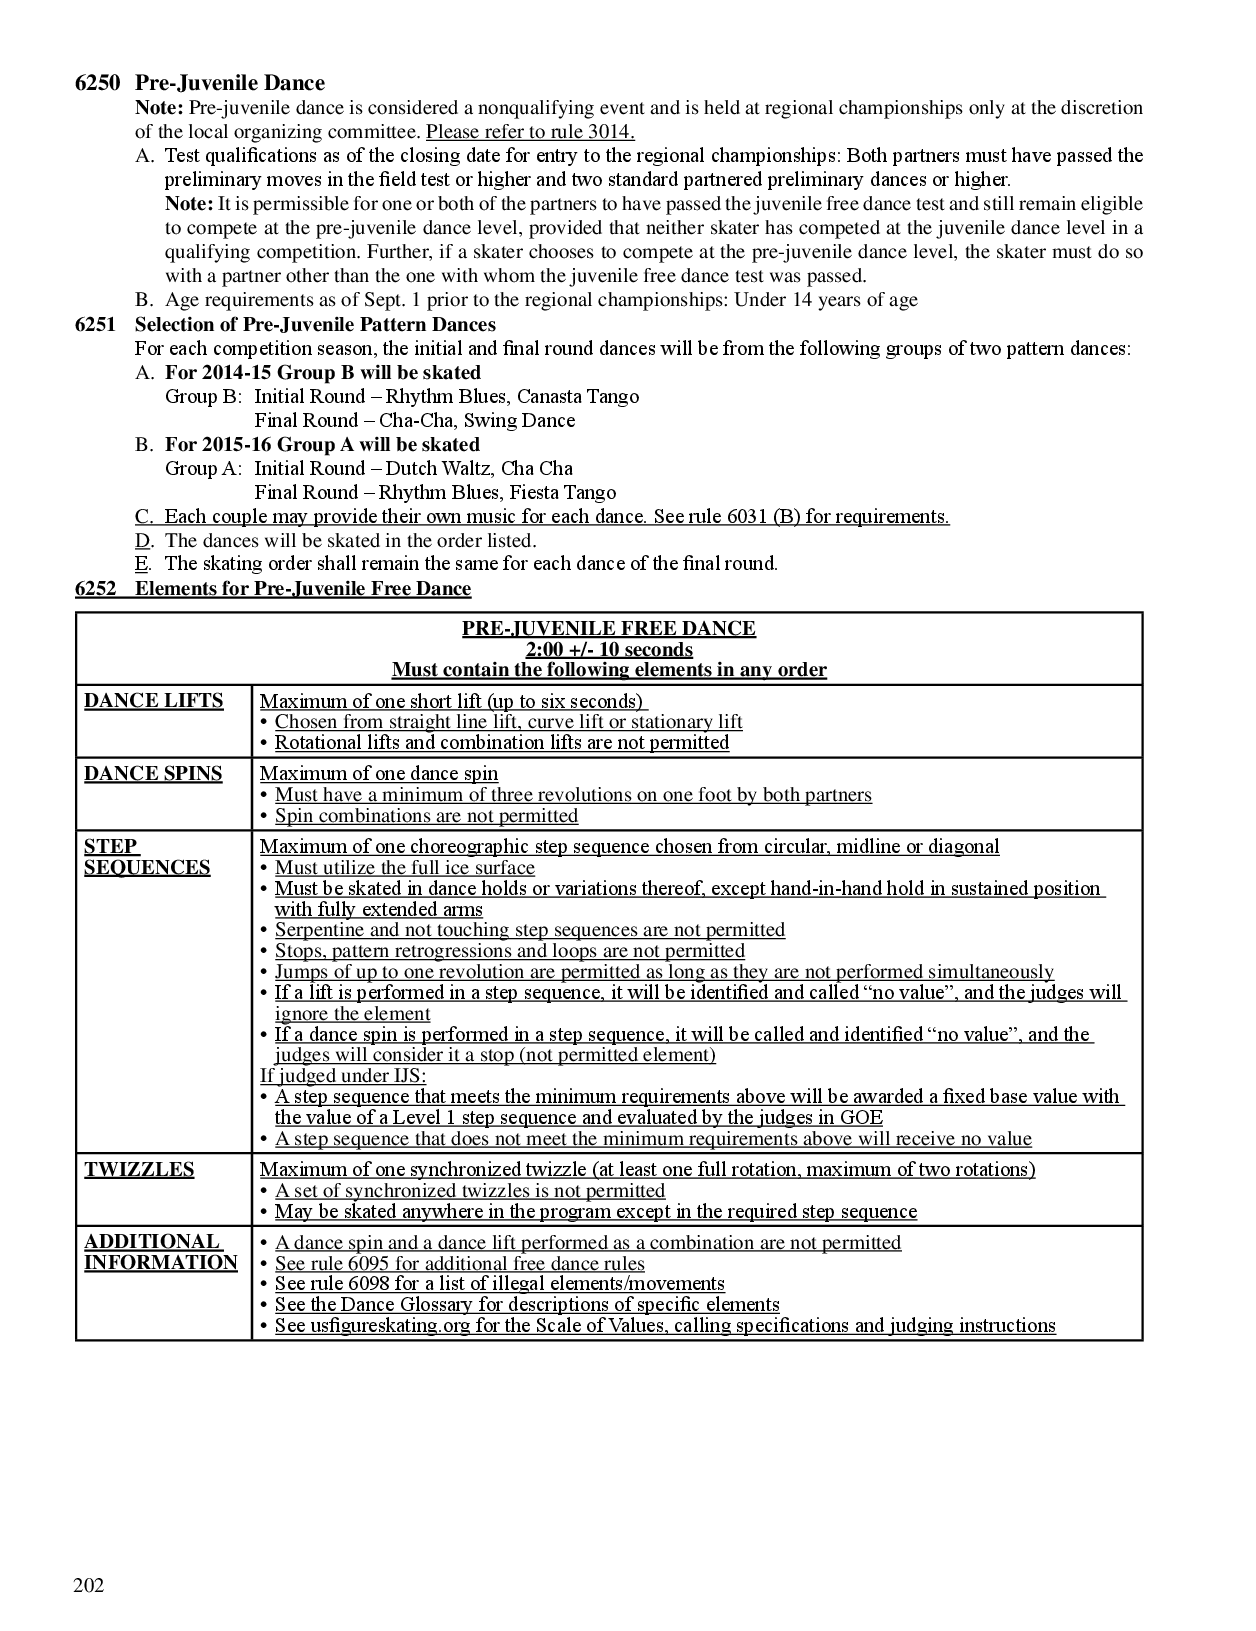 6250 Pre-Juvenile Dance
Note: Pre-juvenile dance is considered a nonqualifying event and is held at regional championships only at the discretion
of the local organizing committee. Please refer to rule 3014.
A. Test qualifications as of the closing date for entry to the regional championships: Both partners must have passed the
preliminary moves in the field test or higher and two standard partnered preliminary dances or higher.
Note: It is permissible for one or both of the partners to have passed the juvenile free dance test and still remain eligible
to compete at the pre-juvenile dance level, provided that neither skater has competed at the juvenile dance level in a
qualifying competition. Further, if a skater chooses to compete at the pre-juvenile dance level, the skater must do so
with a partner other than the one with whom the juvenile free dance test was passed.
B. Age requirements as of Sept. 1 prior to the regional championships: Under 14 years of age
6251 Selection of Pre-Juvenile Pattern Dances
For each competition season, the initial and final round dances will be from the following groups of two pattern dances:
A. For 2014-15 Group B will be skated
Group B: Initial Round – Rhythm Blues, Canasta Tango
Final Round – Cha-Cha, Swing Dance
B. For 2015-16 Group A will be skated
Group A: Initial Round – Dutch Waltz, Cha Cha
Final Round – Rhythm Blues, Fiesta Tango
C. Each couple may provide their own music for each dance. See rule 6031 (B) for requirements.
D. The dances will be skated in the order listed.
E. The skating order shall remain the same for each dance of the final round.
6252 Elements for Pre-Juvenile Free Dance
PRE-JUVENILE FREE DANCE
2:00 +/- 10 seconds
Must contain the following elements in any order
DANCE LIFTS
Maximum of one short lift (up to six seconds)
• Chosen from straight line lift, curve lift or stationary lift
• Rotational lifts and combination lifts are not permitted
DANCE SPINS
Maximum of one dance spin
• Must have a minimum of three revolutions on one foot by both partners
• Spin combinations are not permitted
STEP
SEQUENCES
Maximum of one choreographic step sequence chosen from circular, midline or diagonal
• Must utilize the full ice surface
• Must be skated in dance holds or variations thereof, except hand-in-hand hold in sustained position
with fully extended arms
• Serpentine and not touching step sequences are not permitted
• Stops, pattern retrogressions and loops are not permitted
• Jumps of up to one revolution are permitted as long as they are not performed simultaneously
• If a lift is performed in a step sequence, it will be identified and called “no value”, and the judges will
ignore the element
• If a dance spin is performed in a step sequence, it will be called and identified “no value”, and the
judges will consider it a stop (not permitted element)
If judged under IJS:
• A step sequence that meets the minimum requirements above will be awarded a fixed base value with
the value of a Level 1 step sequence and evaluated by the judges in GOE
• A step sequence that does not meet the minimum requirements above will receive no value
TWIZZLES
Maximum of one synchronized twizzle (at least one full rotation, maximum of two rotations)
• A set of synchronized twizzles is not permitted
• May be skated anywhere in the program except in the required step sequence
ADDITIONAL
INFORMATION
• A dance spin and a dance lift performed as a combination are not permitted
• See rule 6095 for additional free dance rules
• See rule 6098 for a list of illegal elements/movements
• See the Dance Glossary for descriptions of specific elements
• See usfigureskating.org for the Scale of Values, calling specifications and judging instructions
202